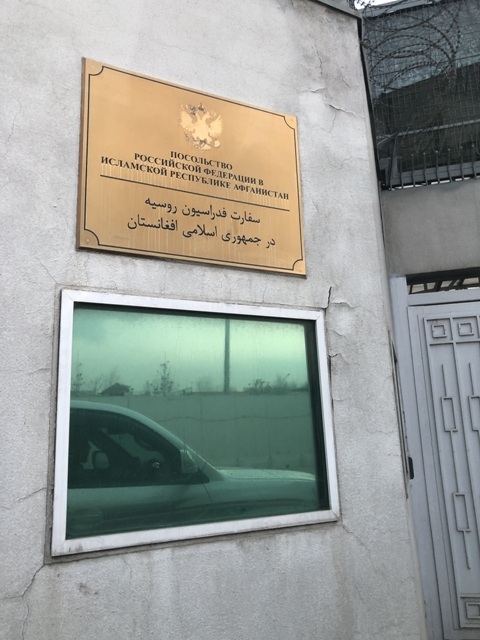 ПОСОЛЬСТВО
РОССИЙСКОЙ ФЕДЕРАЦИИ В
ИСЛАМСКОЙ РЕСПУБЛИКЕ АФГАНИСТАН
سفارت فدراسیون روسیه
در جمهوری اسلامی افغانستان